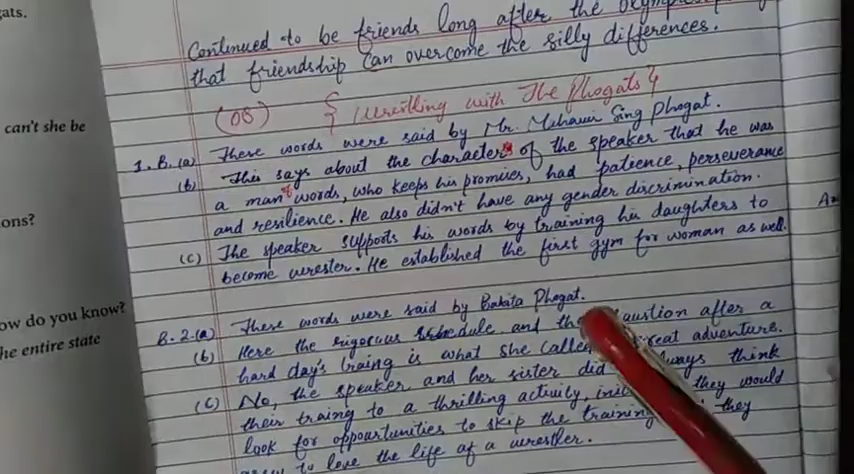 ats.
can't she be
ons?
ow do you know?
he entire state
Continued to be friends long after the
that friendship can overcome the silly differences.
(08) { Wrestling with The Phogats }
1. B. (a) These words were said by Mr. Mahavir Sing Phogat.
(b) This says about the character of the speaker that he was
a man of words, who keeps his promises, had patience, perseverance
and resilience. He also didn't have any gender discrimination.
(c) The speaker supports his words by training his daughters to
become wrester. He established the first gym for woman as well.
B. 2. (a) These words were said by Babita Phogat.
(b) Here the rigorous schedule and the austion after a
hard day's traing is what she called reat adventure.
(c) No, the speaker and her sister did lways think
their traing to a thrilling activity, ini they would
look for oppourtunities to skip the training they
to love the life of a wrestler.